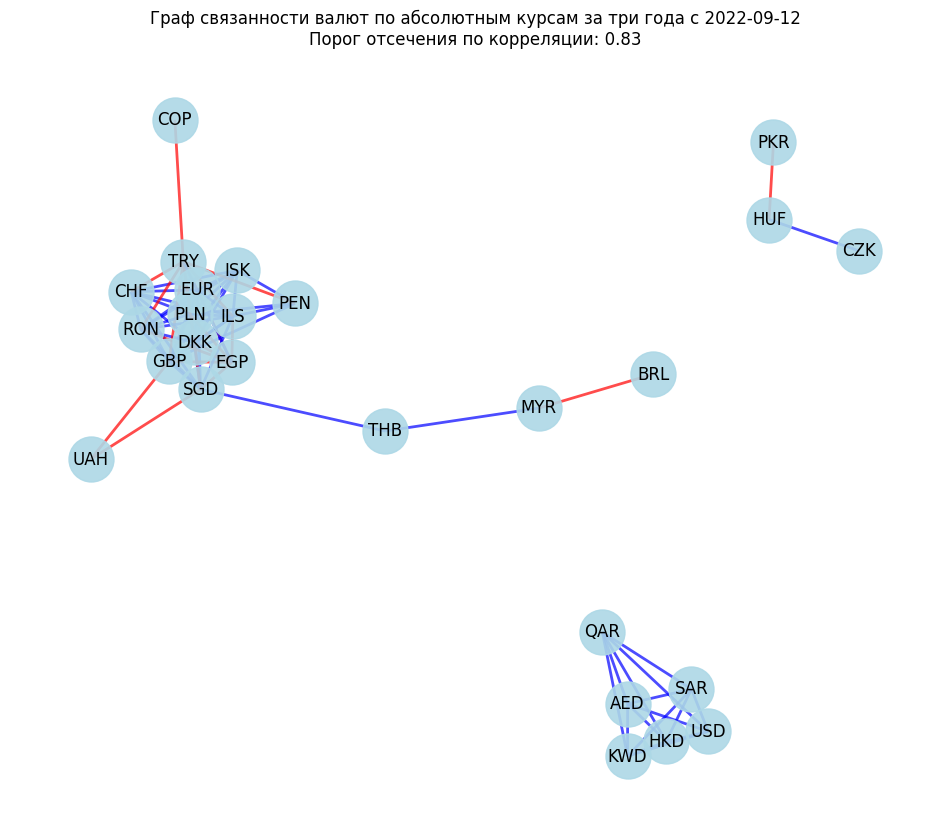 Граф связанности валют по абсолютным курсам за три года с 2022-09-12
Порог отсечения по корреляции: 0.83
COP
PKR
HUF
CZK
TRY
ISK
CHF
EUR
PEN
PLN
ILS
RON
DKK
GBP
EGP
SGD
BRL
MYR
THB
UAH
QAR
SAR
AED
USD
HKD
KWD